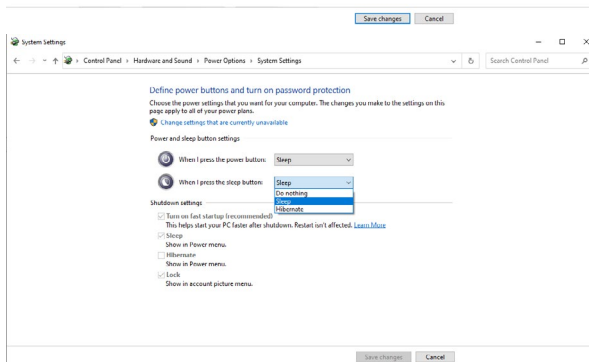 Save changes Cancel
System Settings
Control Panel > Hardware and Sound > Power Options > System Settings
Search Control Panel
Define power buttons and turn on password protection
Choose the power settings that you want for your computer. The changes you make to the settings on this
page apply to all of your power plans.
Change settings that are currently unavailable
Power and sleep button settings
When I press the power button: Sleep
When I press the sleep button: Sleep
Do nothing
Sleep
Hibernate
Shutdown settings
Turn on fast startup (recommended)
This helps start your PC faster after shutdown. Restart isn't affected. Learn More
Sleep
Show in Power menu.
Hibernate
Show in Power menu.
Lock
Show in account picture menu.
Save changes Cancel